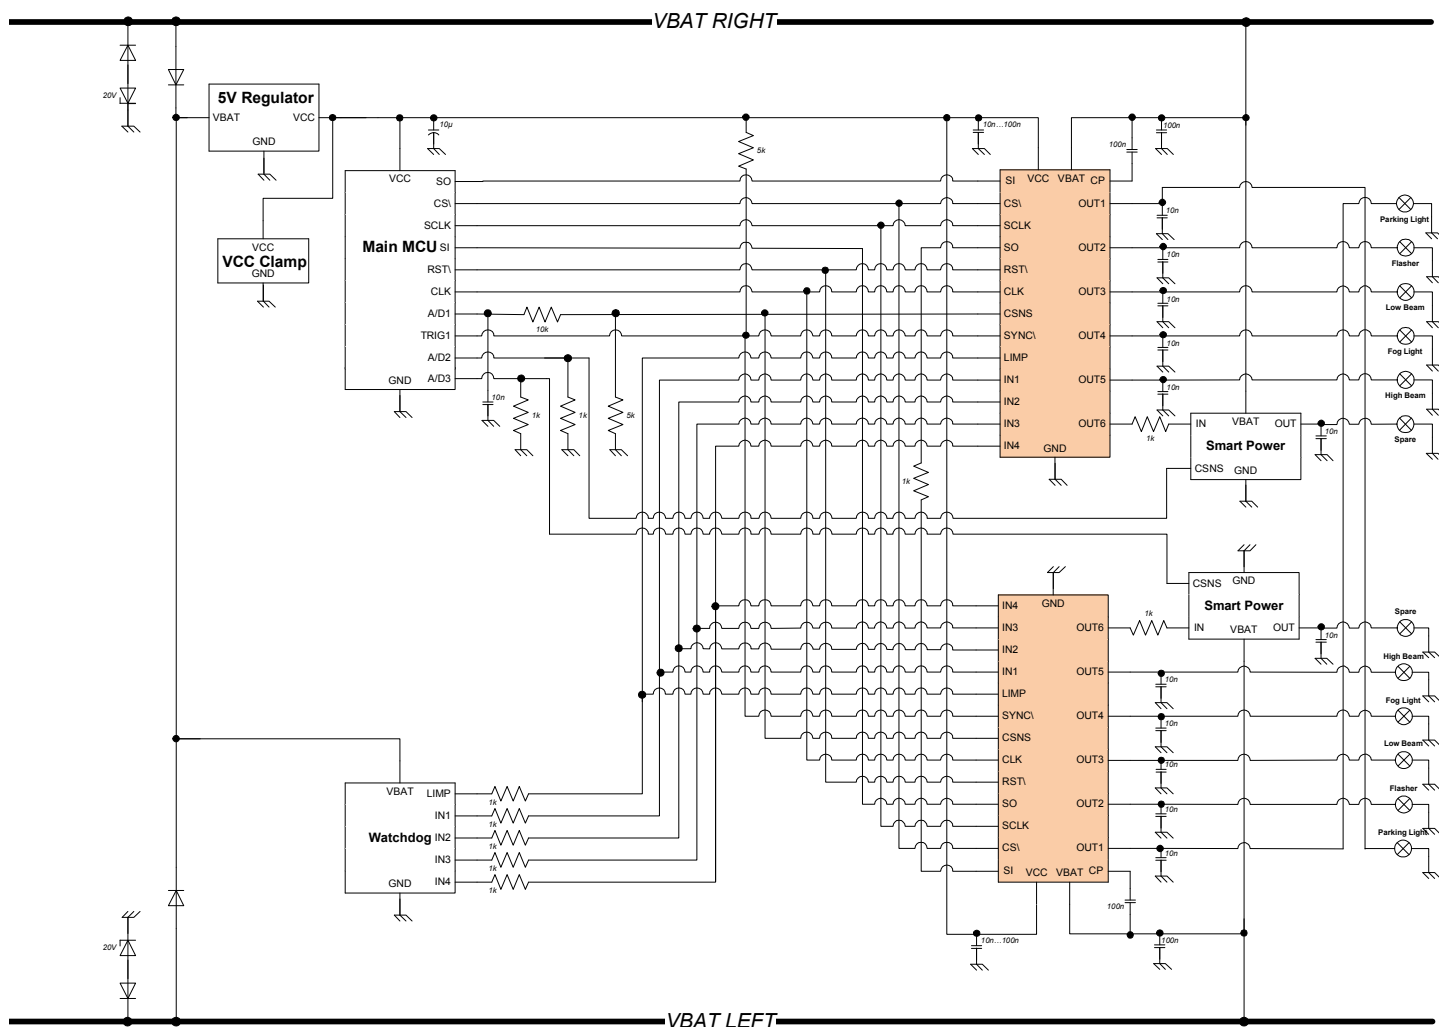 VBAT RIGHT
20V
5V Regulator
VBAT
VCC
GND
10µ
5k
10n...100n
100n
100n
VCC
GND
VCC Clamp
Main MCU
VCC
GND
SO
CS\
SCLK
SI
RST\
CLK
A/D1
TRIG1
A/D2
A/D3
10k
10n
1k
1k
5k
SI
VCC
VBAT
CP
CS\
SCLK
SO
RST\
CLK
CSNS
SYNC\
LIMP
IN1
IN2
IN3
IN4
GND
OUT1
OUT2
OUT3
OUT4
OUT5
OUT6
10n
10n
10n
10n
10n
1k
1k
IN
VBAT
OUT
Smart Power
CSNS
GND
10n
Parking Light
Flasher
Low Beam
Fog Light
High Beam
Spare
CSNS
GND
Smart Power
IN
VBAT
OUT
10n
1k
IN4
GND
IN3
IN2
IN1
LIMP
SYNC\
CSNS
CLK
RST\
SO
SCLK
CS\
SI
VCC
VBAT
CP
OUT6
OUT5
OUT4
OUT3
OUT2
OUT1
10n
10n
10n
10n
10n
Spare
High Beam
Fog Light
Low Beam
Flasher
Parking Light
VBAT
Watchdog
GND
LIMP
IN1
IN2
IN3
IN4
1k
1k
1k
1k
1k
100n
10n...100n
100n
20V
VBAT LEFT